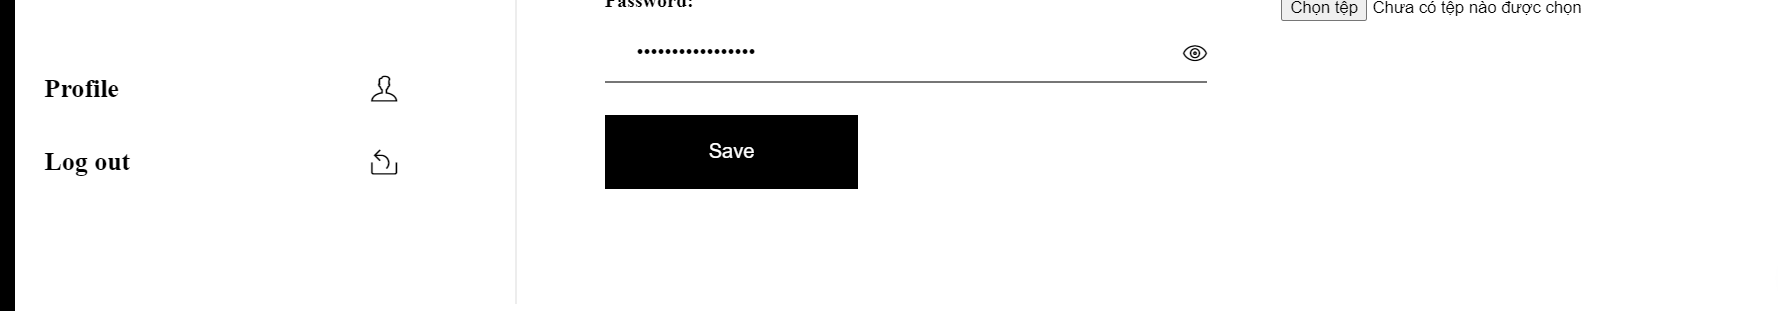 Password:
Chọn tệp Chưa có tệp nào được chọn
•••••••••••••••••
Profile
Save
Log out